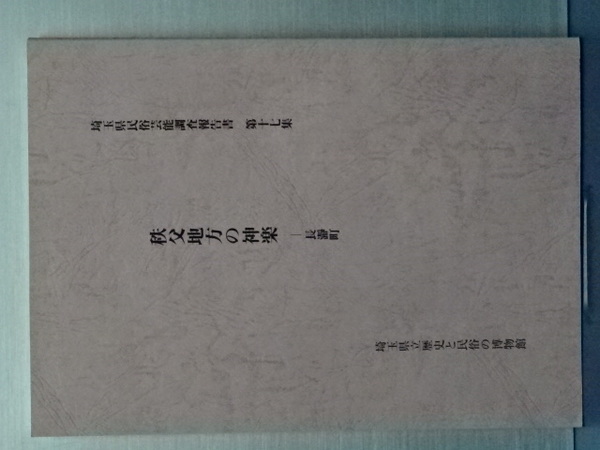 埼玉県民俗芸能調査報告書 第十七集
秩父地方の神楽 ―長瀞町
埼玉県立歴史と民俗の博物館